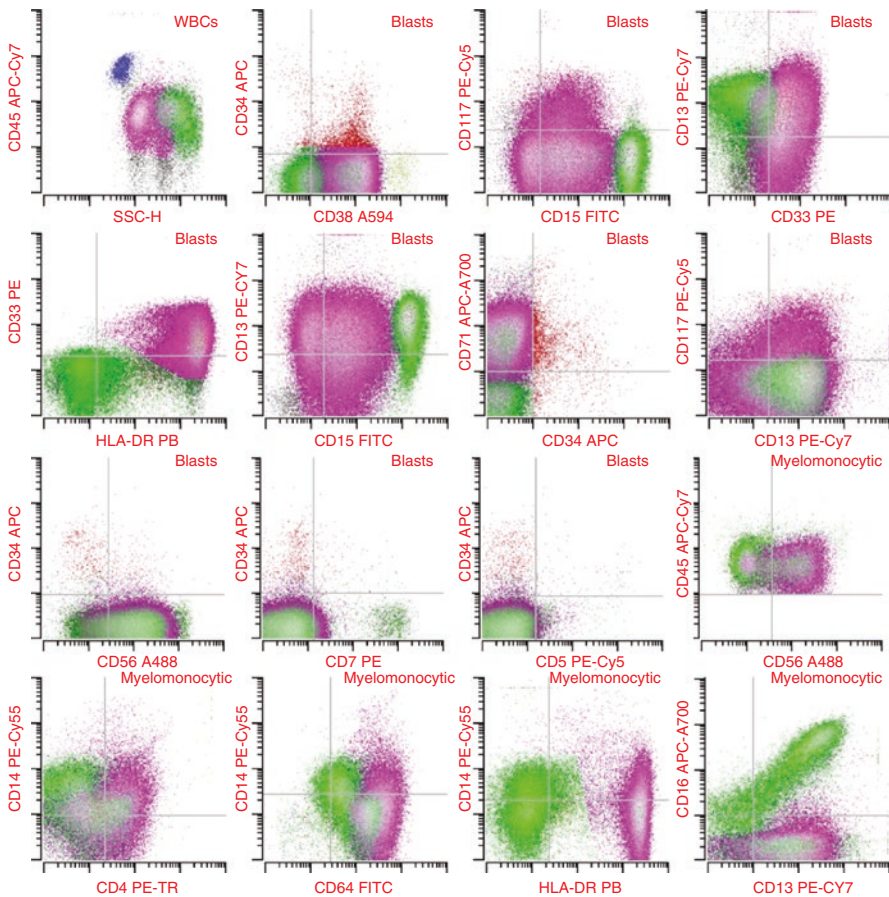 WBCs
CD45 APC-Cy7
SSC-H
Blasts
CD34 APC
CD38 A594
Blasts
CD117 PE-Cy5
CD15 FITC
Blasts
CD13 PE-Cy7
CD33 PE
Blasts
CD33 PE
HLA-DR PB
Blasts
CD13 PE-CY7
CD15 FITC
Blasts
CD71 APC-A700
CD34 APC
Blasts
CD117 PE-Cy5
CD13 PE-Cy7
Blasts
CD34 APC
CD56 A488
Blasts
CD34 APC
CD7 PE
Blasts
CD34 APC
CD5 PE-Cy5
Myelomonocytic
CD45 APC-Cy7
CD56 A488
Myelomonocytic
CD14 PE-Cy55
CD4 PE-TR
Myelomonocytic
CD14 PE-Cy55
CD64 FITC
Myelomonocytic
CD14 PE-Cy55
HLA-DR PB
Myelomonocytic
CD16 APC-A700
CD13 PE-CY7